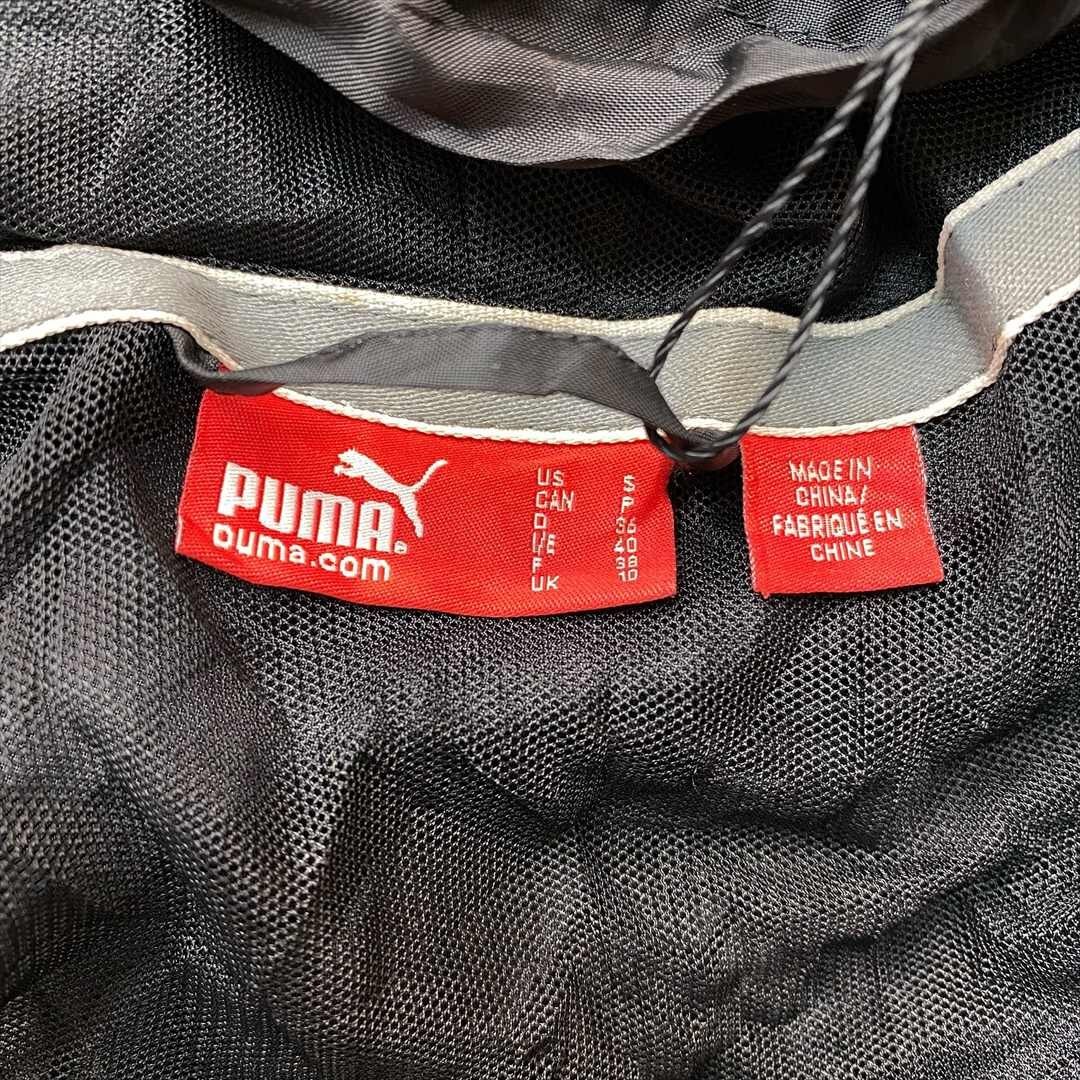 PUMA®
puma.com
US S
CAN P
D 36
I/E 40
F 38
UK 10
MADE IN
CHINA/
FABRIQUÉ EN
CHINE